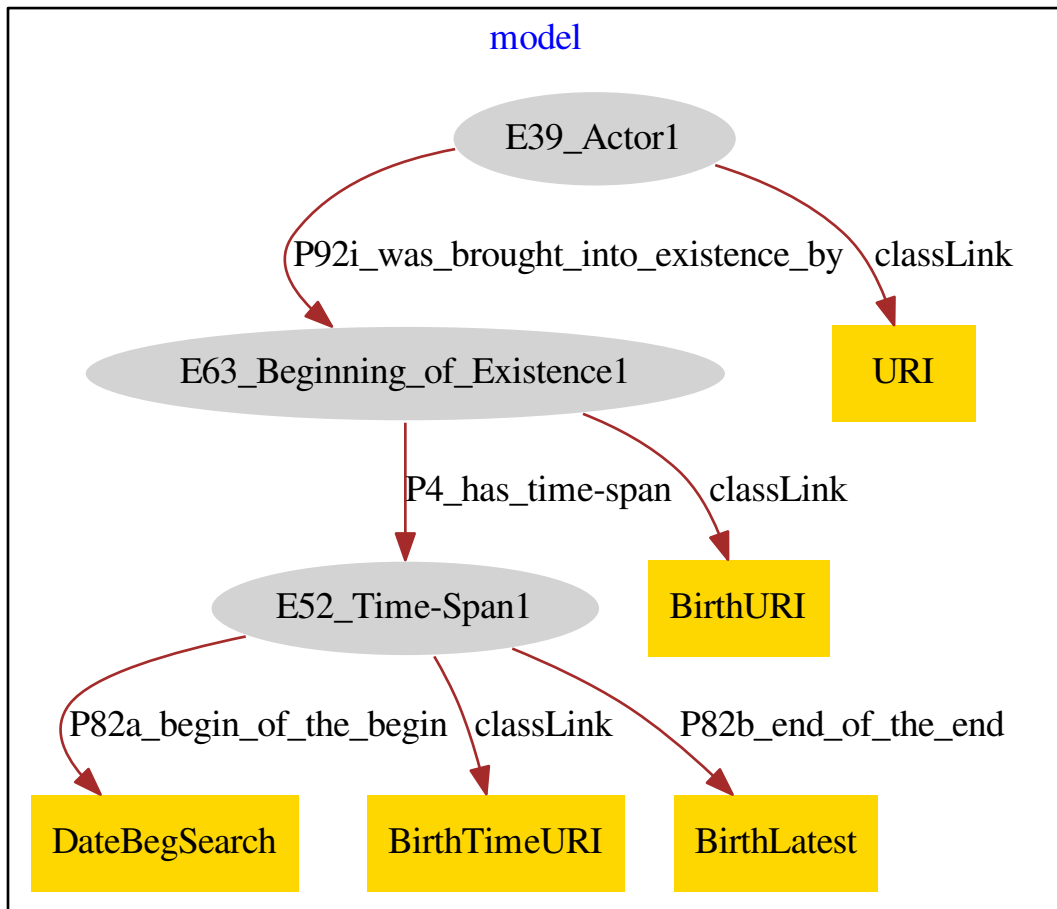 model
E39_Actor1
P92i_was_brought_into_existence_by classLink
E63_Beginning_of_Existence1 URI
P4_has_time-span classLink
E52_Time-Span1 BirthURI
P82a_begin_of_the_begin classLink P82b_end_of_the_end
DateBegSearch BirthTimeURI BirthLatest